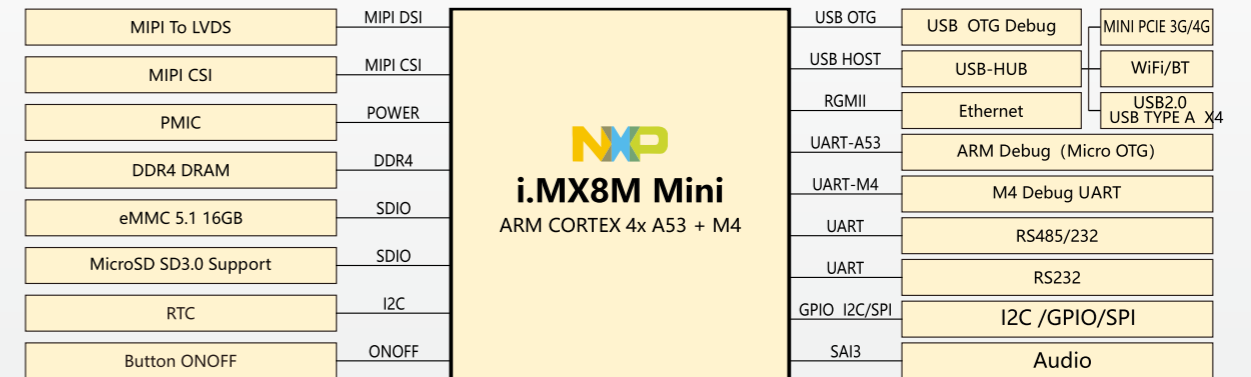 MIPI To LVDS
MIPI DSI
MIPI CSI
MIPI CSI
PMIC
POWER
DDR4 DRAM
DDR4
eMMC 5.1 16GB
SDIO
MicroSD SD3.0 Support
SDIO
RTC
I2C
Button ONOFF
ONOFF
NXP
i.MX8M Mini
ARM CORTEX 4x A53 + M4
USB OTG
USB OTG Debug
MINI PCIE 3G/4G
USB HOST
USB-HUB
WiFi/BT
RGMII
Ethernet
USB2.0
USB TYPE A X4
UART-A53
ARM Debug (Micro OTG)
UART-M4
M4 Debug UART
UART
RS485/232
UART
RS232
GPIO I2C/SPI
I2C /GPIO/SPI
SAI3
Audio